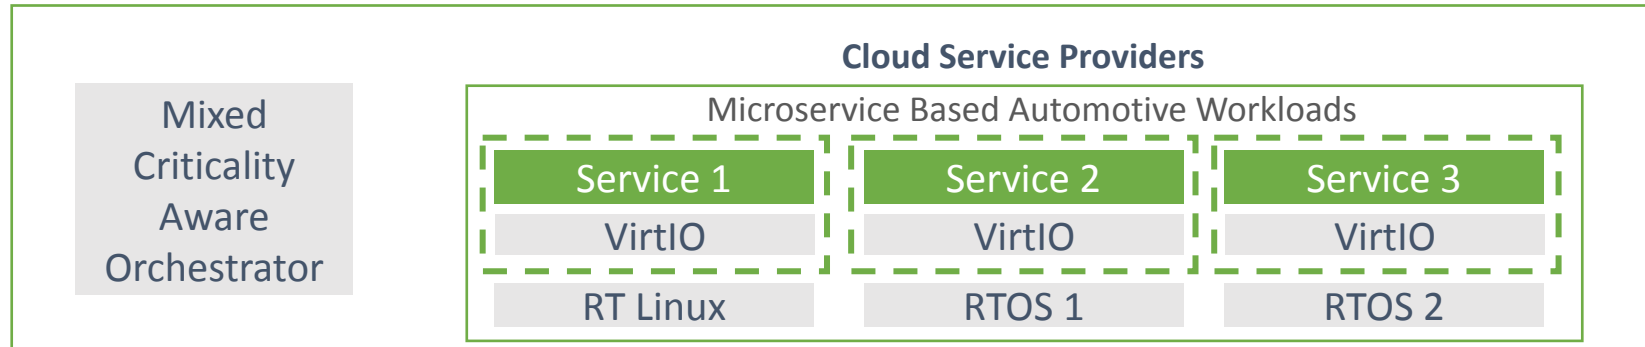 Mixed
Criticality
Aware
Orchestrator
Cloud Service Providers
Microservice Based Automotive Workloads
Service 1
Service 2
Service 3
VirtIO
VirtIO
VirtIO
RT Linux
RTOS 1
RTOS 2